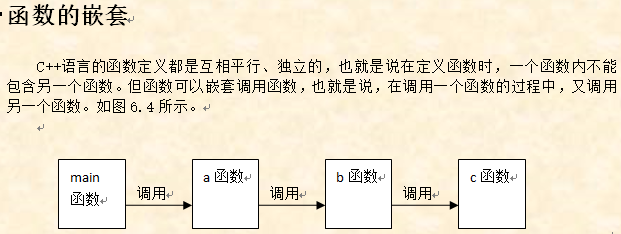 函数的嵌套
C++语言的函数定义都是互相平行、独立的，也就是说在定义函数时，一个函数内不能
包含另一个函数。但函数可以嵌套调用函数，也就是说，在调用一个函数的过程中，又调用
另一个函数。如图 6.4 所示。
main
函数
调用
a 函数
调用
b 函数
调用
c 函数